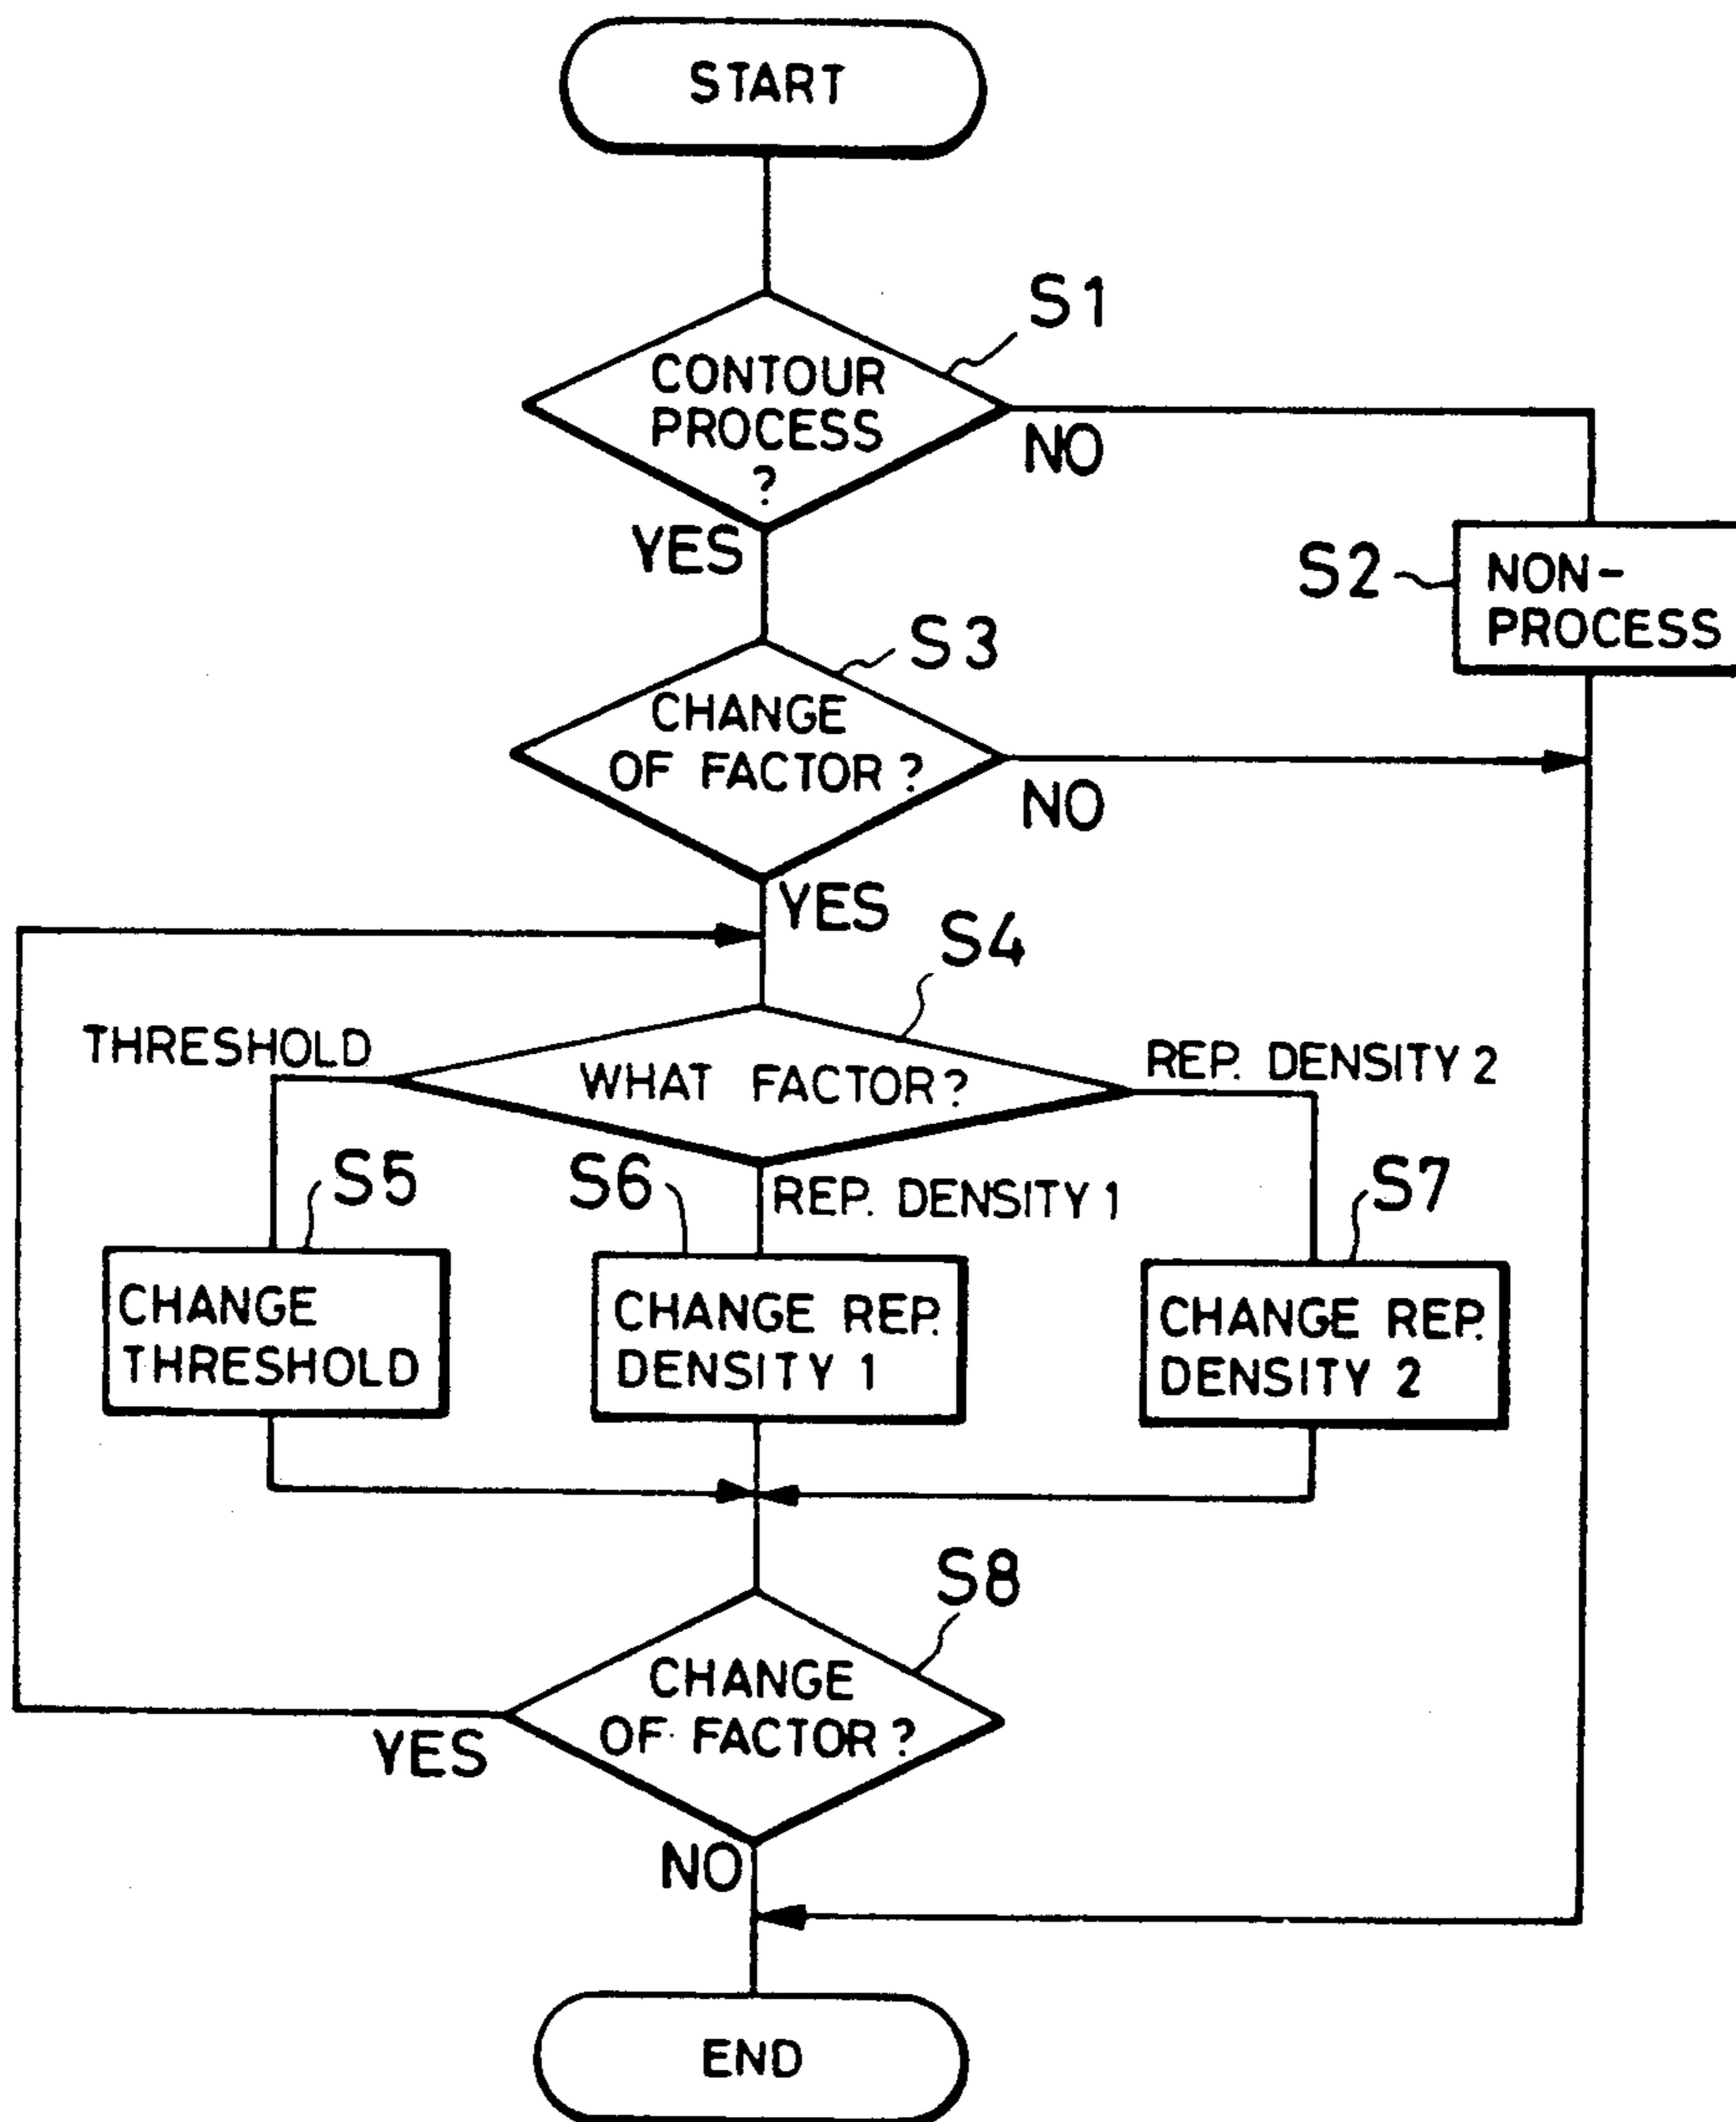 START
S1
CONTOUR
PROCESS
?
NO
YES
S2
NON-
PROCESS
S3
CHANGE
OF FACTOR?
NO
YES
S4
THRESHOLD
WHAT FACTOR?
REP. DENSITY 2
S5
S6
REP. DENSITY 1
S7
CHANGE
THRESHOLD
CHANGE REP.
DENSITY 1
CHANGE REP.
DENSITY 2
S8
CHANGE
OF FACTOR?
YES
NO
END